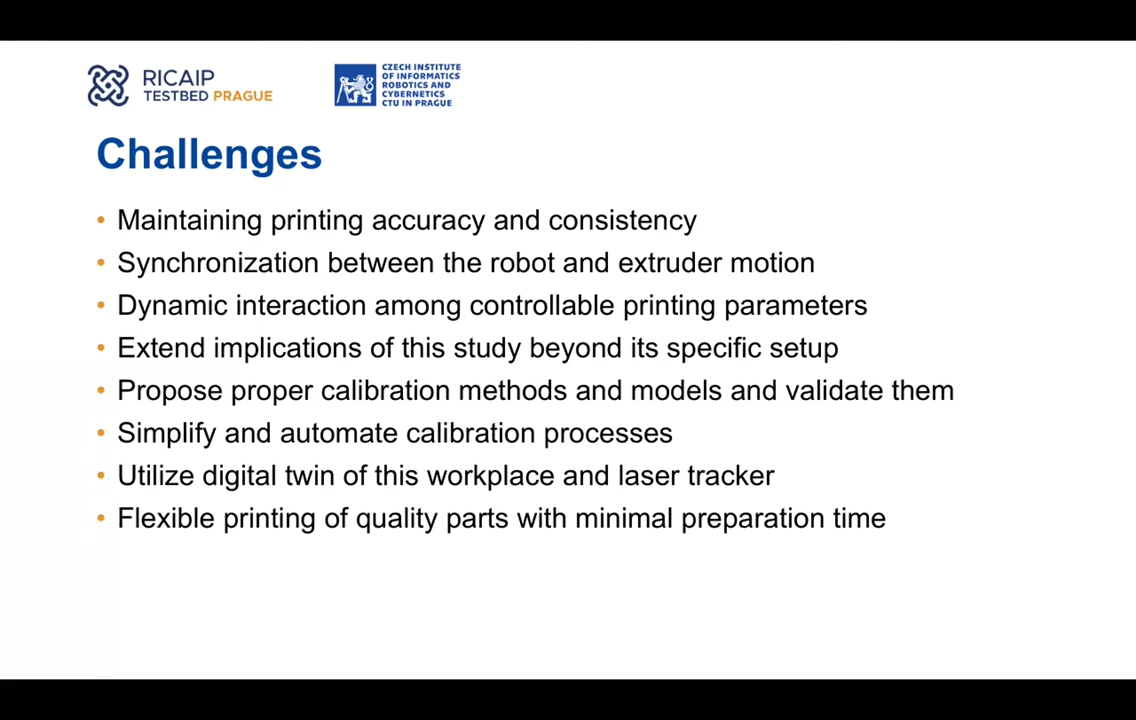 RICAIP
TESTBED PRAGUE
CZECH INSTITUTE
OF INFORMATICS
ROBOTICS AND
CYBERNETICS
CTU IN PRAGUE
Challenges
• Maintaining printing accuracy and consistency
• Synchronization between the robot and extruder motion
• Dynamic interaction among controllable printing parameters
• Extend implications of this study beyond its specific setup
• Propose proper calibration methods and models and validate them
• Simplify and automate calibration processes
• Utilize digital twin of this workplace and laser tracker
• Flexible printing of quality parts with minimal preparation time